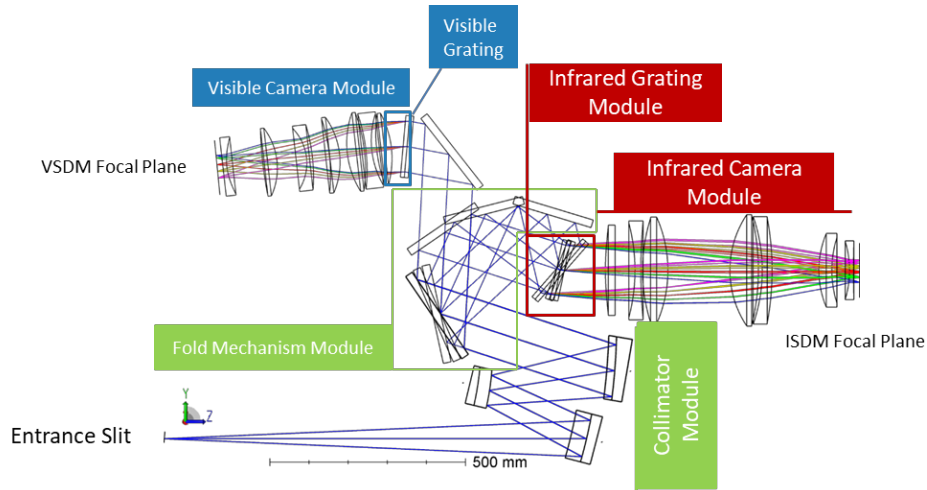 Visible
Grating
Visible Camera Module
Infrared Grating
Module
VSDM Focal Plane
Infrared Camera
Module
Fold Mechanism Module
ISDM Focal Plane
Collimator
Module
Y
Z
Entrance Slit
500 mm